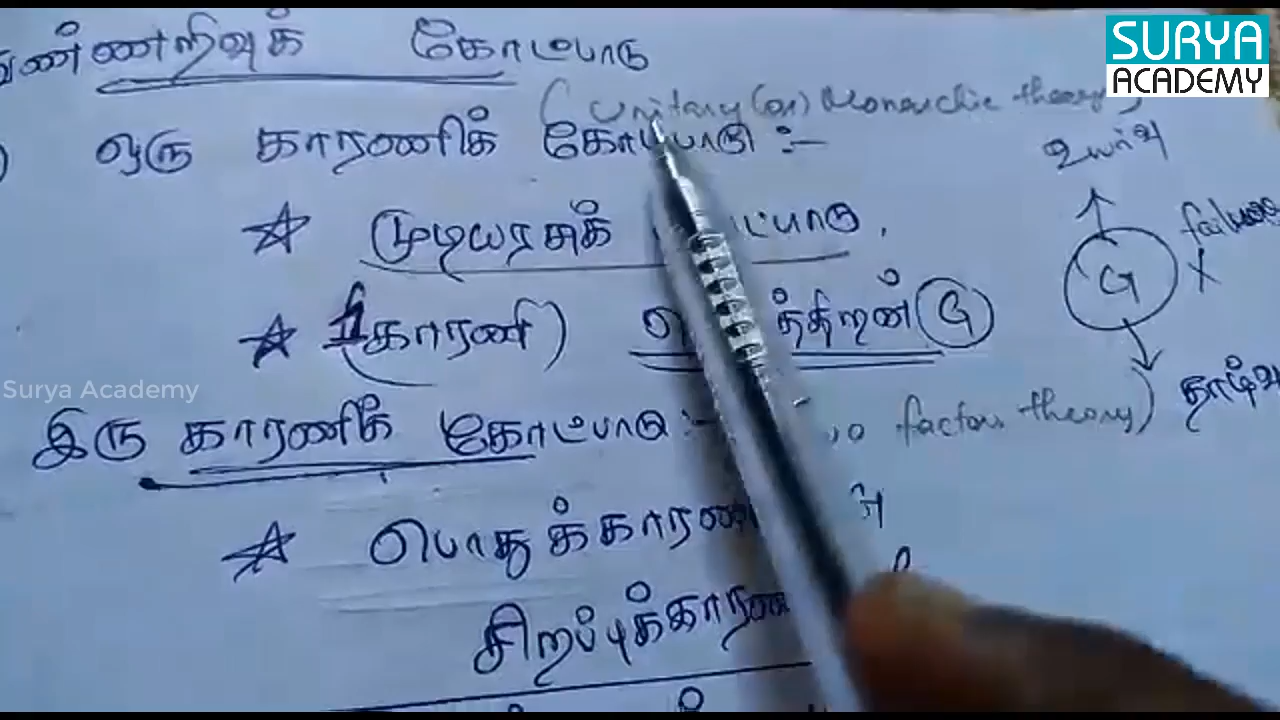 SURYA
ACADEMY
கோட்பாடு
(Unitary (or) Monarchic theory)
ஒரு காரணிக் கோட்பாடு :-
உயர்வு
☆ முடியரசுக்
failure
G X
☆ (1 காரணி) G
Surya Academy
தாழ்வு
இரு காரணிக் கோட்பாடு :- factor theory)
☆ பொதுக்காரணி
சிறப்புக்காரணி